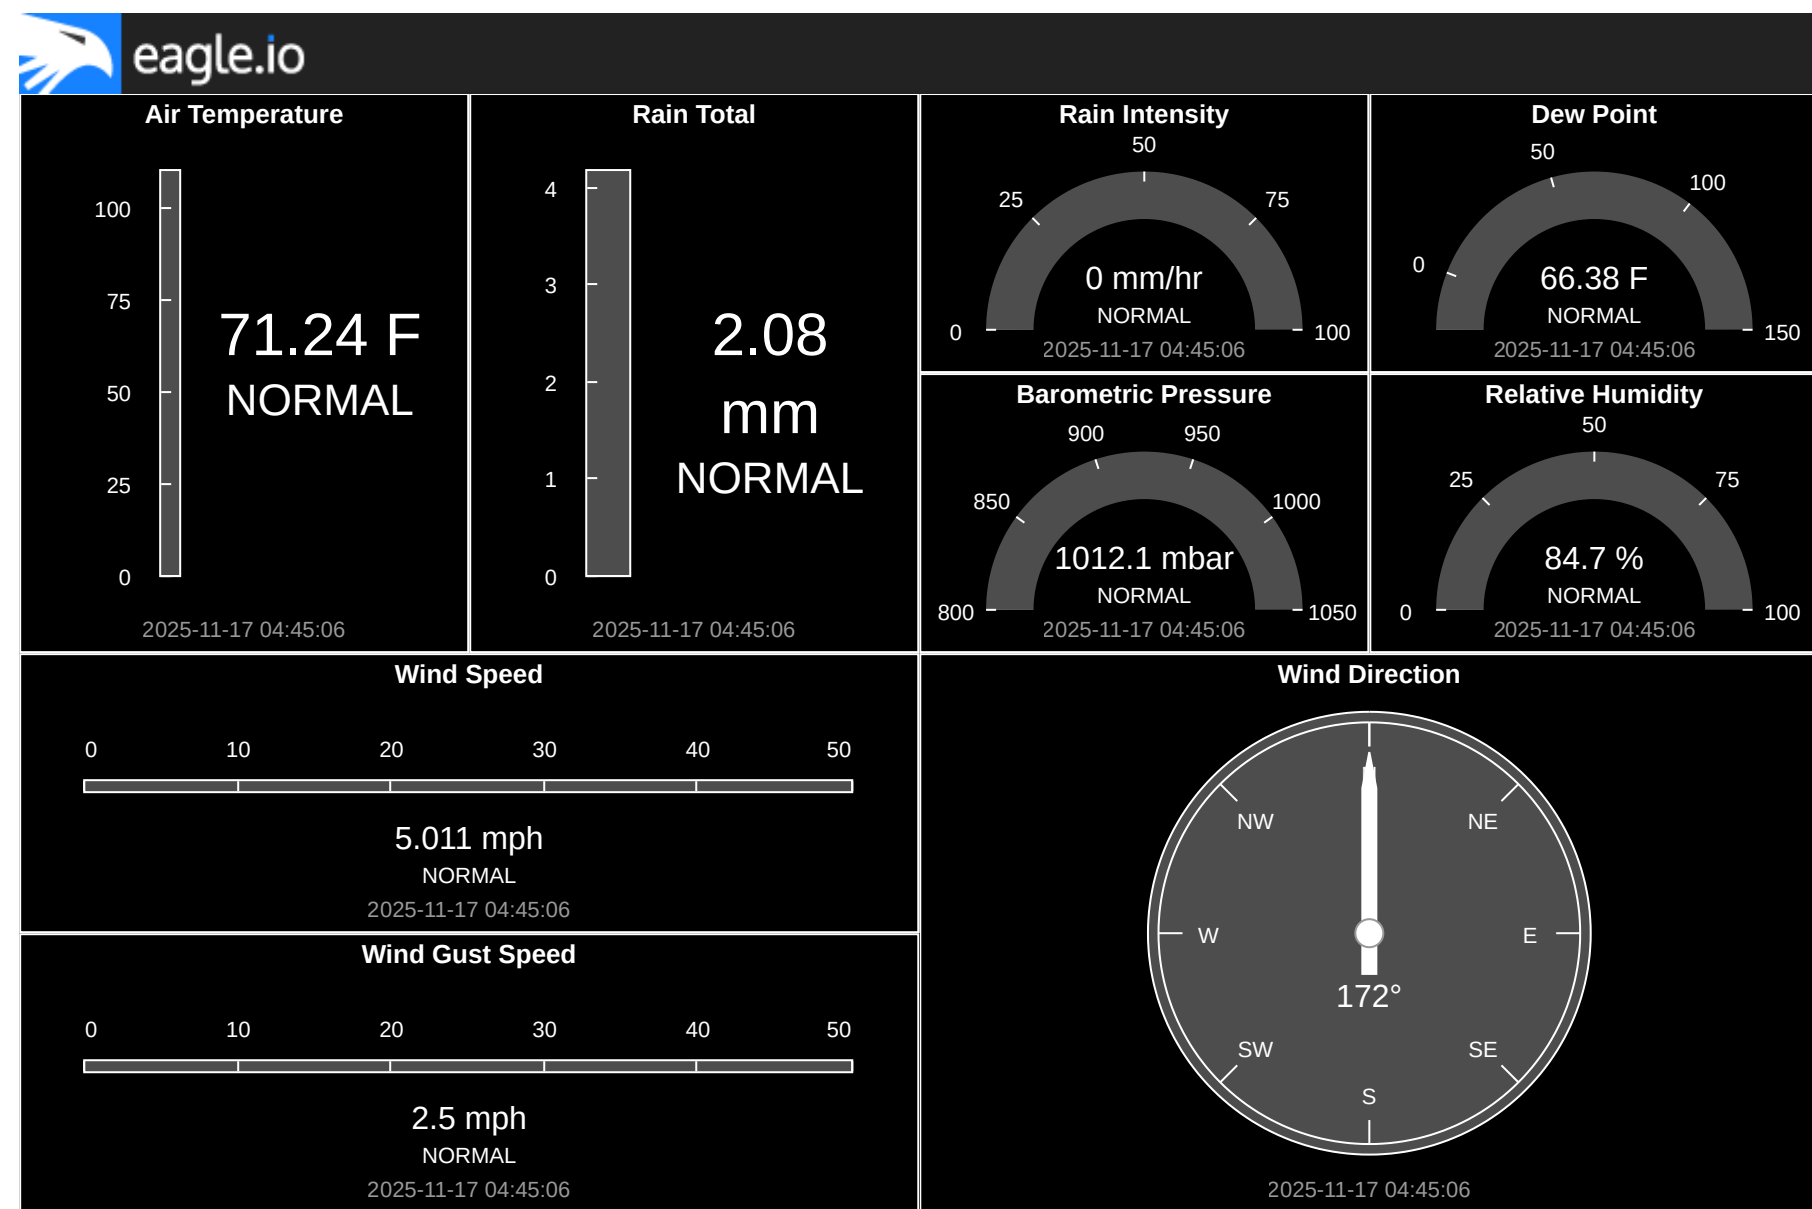 eagle.io
Air Temperature
100
75
50
25
0
71.24 F
NORMAL
2025-11-17 04:45:06
Rain Total
4
3
2
1
0
2.08
mm
NORMAL
2025-11-17 04:45:06
Rain Intensity
0
25
50
75
100
0 mm/hr
NORMAL
2025-11-17 04:45:06
Dew Point
0
50
100
150
66.38 F
NORMAL
2025-11-17 04:45:06
Barometric Pressure
800
850
900
950
1000
1050
1012.1 mbar
NORMAL
2025-11-17 04:45:06
Relative Humidity
0
25
50
75
100
84.7 %
NORMAL
2025-11-17 04:45:06
Wind Speed
0 10 20 30 40 50
5.011 mph
NORMAL
2025-11-17 04:45:06
Wind Gust Speed
0 10 20 30 40 50
2.5 mph
NORMAL
2025-11-17 04:45:06
Wind Direction
NW NE
W E
172°
SW SE
S
2025-11-17 04:45:06